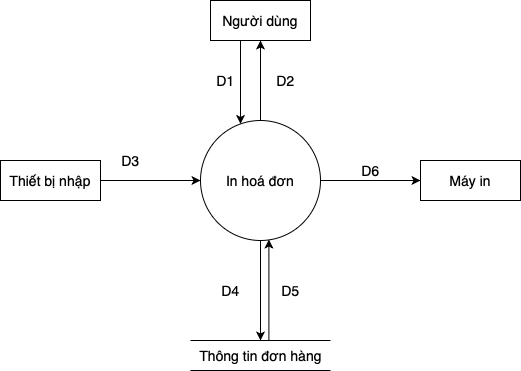 Người dùng
D1
D2
D3
Thiết bị nhập
In hoá đơn
D6
Máy in
D4
D5
Thông tin đơn hàng